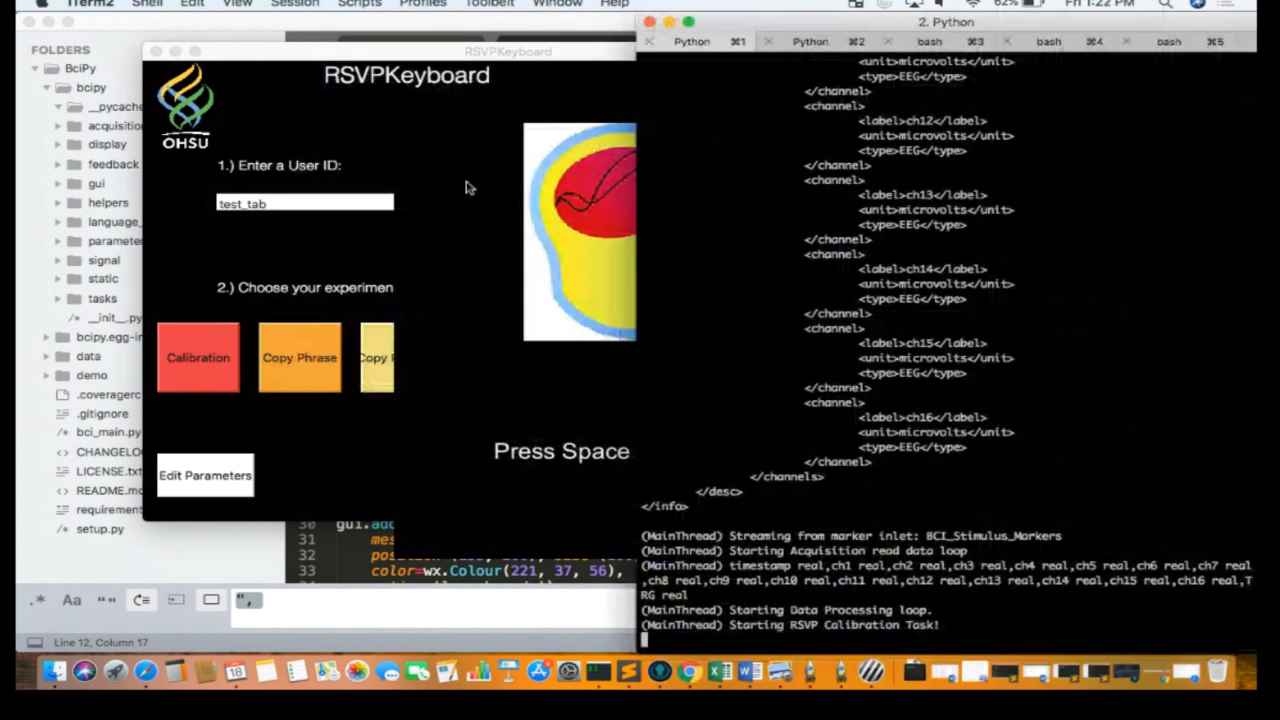 iTerm2 Shell Edit View Session Scripts Profiles Toolbelt Window Help 62% Fri 1:22 PM
FOLDERS
BciPy
bcipy
__pycache
acquisition
display
feedback
gui
helpers
language_
parameter
signal
static
tasks
__init__.py
bcipy.egg-in
data
demo
.coveragerc
.gitignore
bci_main.py
CHANGELO
LICENSE.txt
README.md
requirement
setup.py
RSVPKeyboard
RSVPKeyboard
OHSU
1.) Enter a User ID:
test_tab
2.) Choose your experimen
Calibration
Copy Phrase
Copy
Edit Parameters
Press Space
30 gui.add
31 mes
32 pos
33 color=wx.Colour(221, 37, 56),
.* Aa “” ",
Line 12, Column 17
2. Python
Python ⌘1 Python ⌘2 bash ⌘3 bash ⌘4 bash ⌘5
<unit>microvolts</unit>
<type>EEG</type>
</channel>
<channel>
<label>ch12</label>
<unit>microvolts</unit>
<type>EEG</type>
</channel>
<channel>
<label>ch13</label>
<unit>microvolts</unit>
<type>EEG</type>
</channel>
<channel>
<label>ch14</label>
<unit>microvolts</unit>
<type>EEG</type>
</channel>
<channel>
<label>ch15</label>
<unit>microvolts</unit>
<type>EEG</type>
</channel>
<channel>
<label>ch16</label>
<unit>microvolts</unit>
<type>EEG</type>
</channel>
</channels>
</desc>
</info>
(MainThread) Streaming from marker inlet: BCI_Stimulus_Markers
(MainThread) Starting Acquisition read data loop
(MainThread) timestamp real,ch1 real,ch2 real,ch3 real,ch4 real,ch5 real,ch6 real,ch7 real
,ch8 real,ch9 real,ch10 real,ch11 real,ch12 real,ch13 real,ch14 real,ch15 real,ch16 real,T
RG real
(MainThread) Starting Data Processing loop.
(MainThread) Starting RSVP Calibration Task!
18